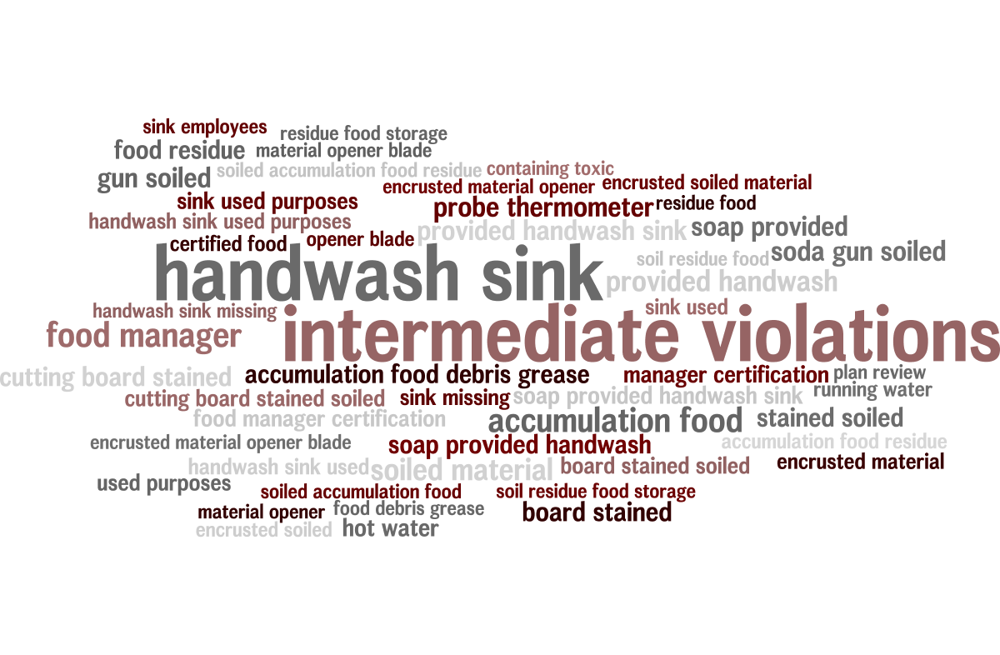 sink employees
residue food storage
food residue
material opener blade
gun soiled
soiled accumulation food residue
containing toxic
encrusted material opener
encrusted soiled material
sink used purposes
probe thermometer
residue food
handwash sink used purposes
provided handwash sink
soap provided
certified food
opener blade
handwash sink
soil residue food
soda gun soiled
provided handwash
handwash sink missing
intermediate violations
sink used
food manager
cutting board stained
accumulation food debris grease
manager certification
plan review
cutting board stained soiled
sink missing
soap provided handwash sink
running water
food manager certification
accumulation food
stained soiled
encrusted material opener blade
soap provided handwash
accumulation food residue
handwash sink used
soiled material
board stained soiled
encrusted material
used purposes
soiled accumulation food
soil residue food storage
material opener
food debris grease
board stained
encrusted soiled
hot water